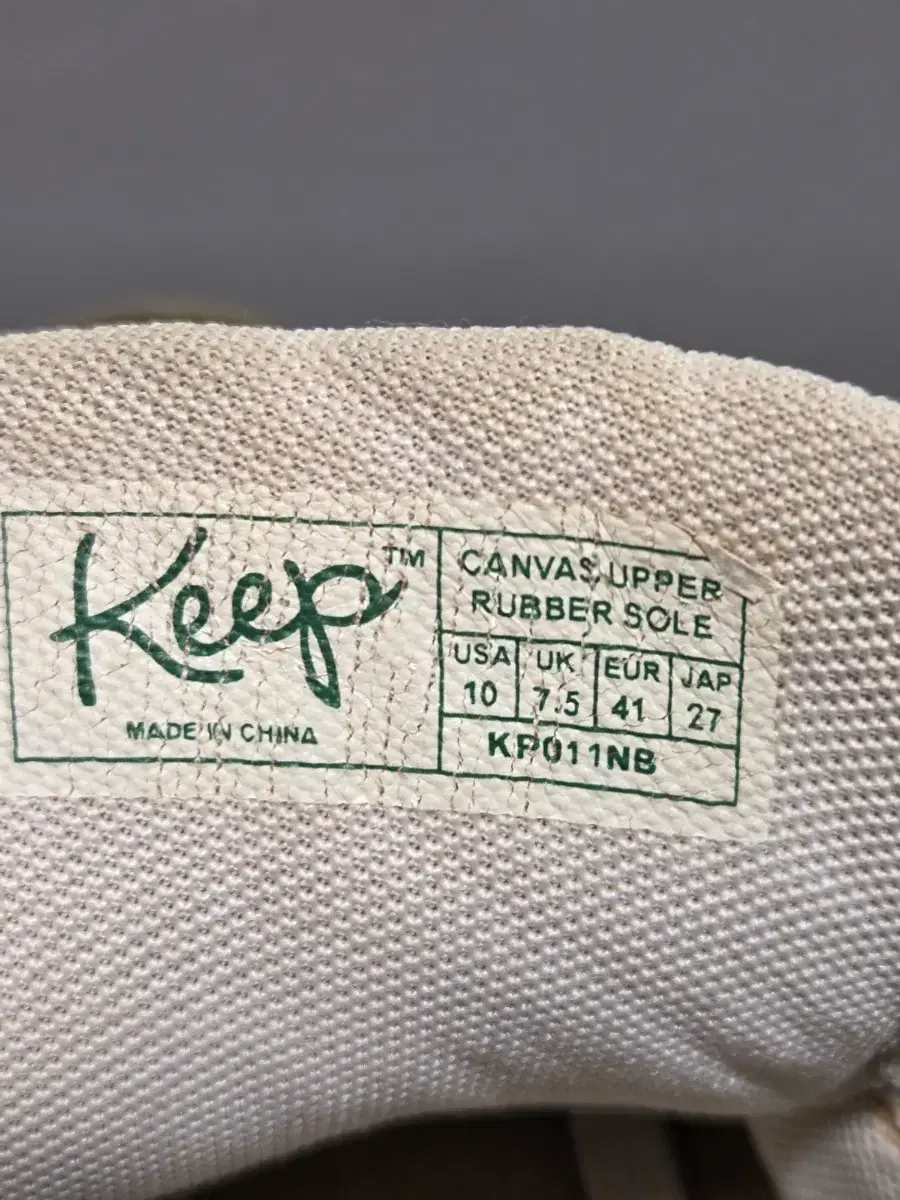 Keep™
MADE IN CHINA
CANVAS UPPER
RUBBER SOLE
USA UK EUR JAP
10 7.5 41 27
KP011NB